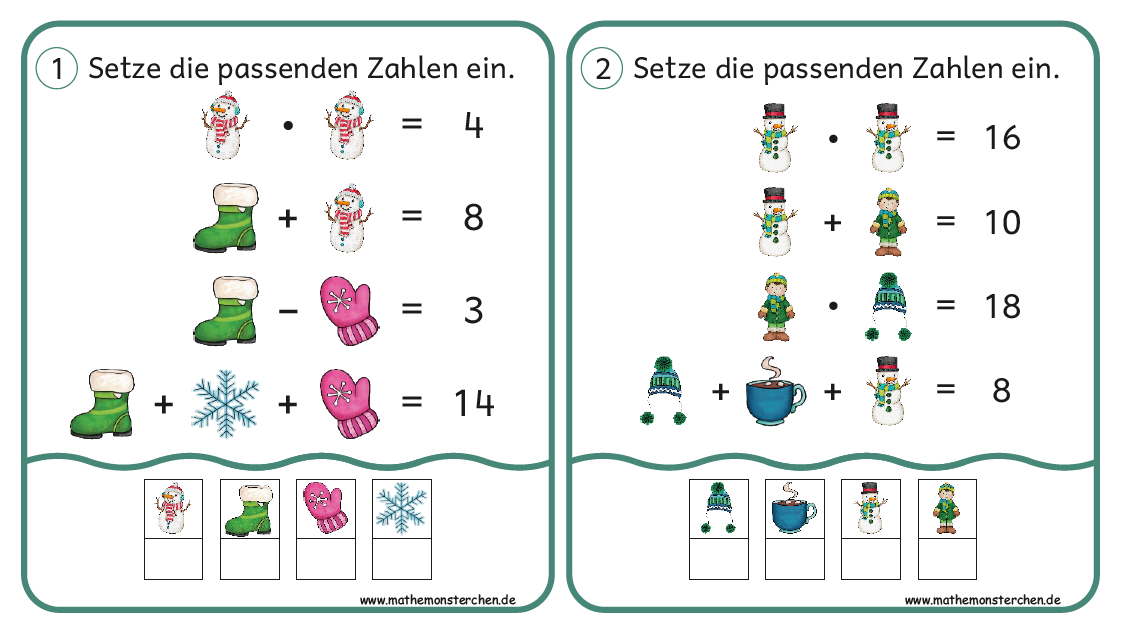 1 Setze die passenden Zahlen ein.
· = 4
+ = 8
– = 3
+ + = 14
www.mathemonsterchen.de
2 Setze die passenden Zahlen ein.
· = 16
+ = 10
· = 18
+ + = 8
www.mathemonsterchen.de